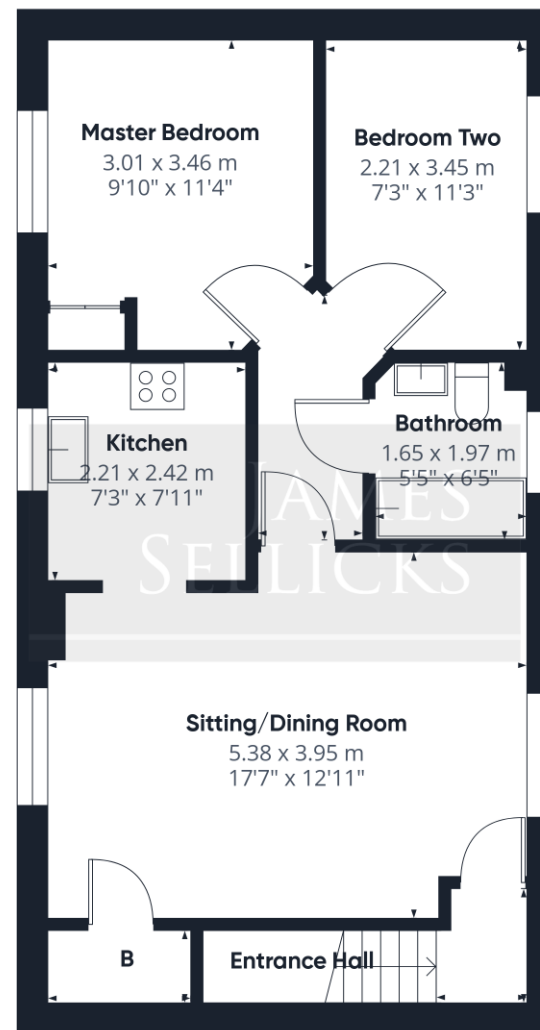 Master Bedroom
3.01 x 3.46 m
9'10" x 11'4"
Bedroom Two
2.21 x 3.45 m
7'3" x 11'3"
Kitchen
2.21 x 2.42 m
7'3" x 7'11"
Bathroom
1.65 x 1.97 m
5'5" x 6'5"
JAMES
SELLICKS
Sitting/Dining Room
5.38 x 3.95 m
17'7" x 12'11"
B
Entrance Hall